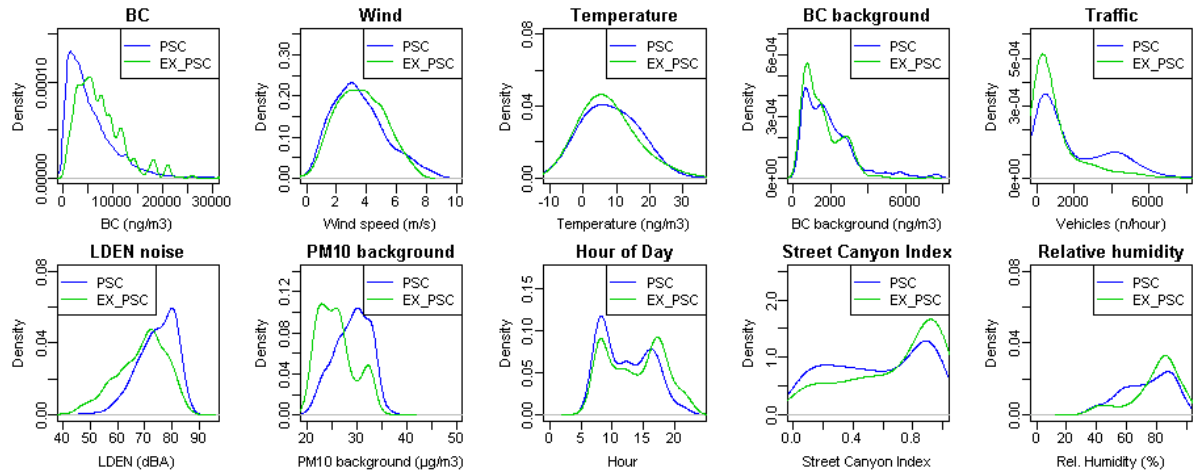 BC
PSC
EX_PSC
Density
0.00010
0.00000
0 10000 20000 30000
BC (ng/m3)
Wind
PSC
EX_PSC
Density
0.30
0.20
0.10
0.00
0 2 4 6 8 10
Wind speed (m/s)
Temperature
PSC
EX_PSC
Density
0.08
0.04
0.00
-10 0 10 20 30
Temperature (ng/m3)
BC background
PSC
EX_PSC
Density
6e-04
3e-04
0e+00
0 2000 6000
BC background (ng/m3)
Traffic
PSC
EX_PSC
Density
5e-04
3e-04
0e+00
0 2000 6000
Vehicles (n/hour)
LDEN noise
PSC
EX_PSC
Density
0.08
0.04
0.00
40 50 60 70 80 90
LDEN (dBA)
PM10 background
PSC
EX_PSC
Density
0.12
0.08
0.04
0.00
20 30 40 50
PM10 background (µg/m3)
Hour of Day
PSC
EX_PSC
Density
0.15
0.10
0.05
0.00
0 5 10 15 20
Hour
Street Canyon Index
PSC
EX_PSC
Density
2.0
1.0
0.0
0.0 0.4 0.8
Street Canyon Index
Relative humidity
PSC
EX_PSC
Density
0.08
0.04
0.00
0 20 40 60 80
Rel. Humidity (%)